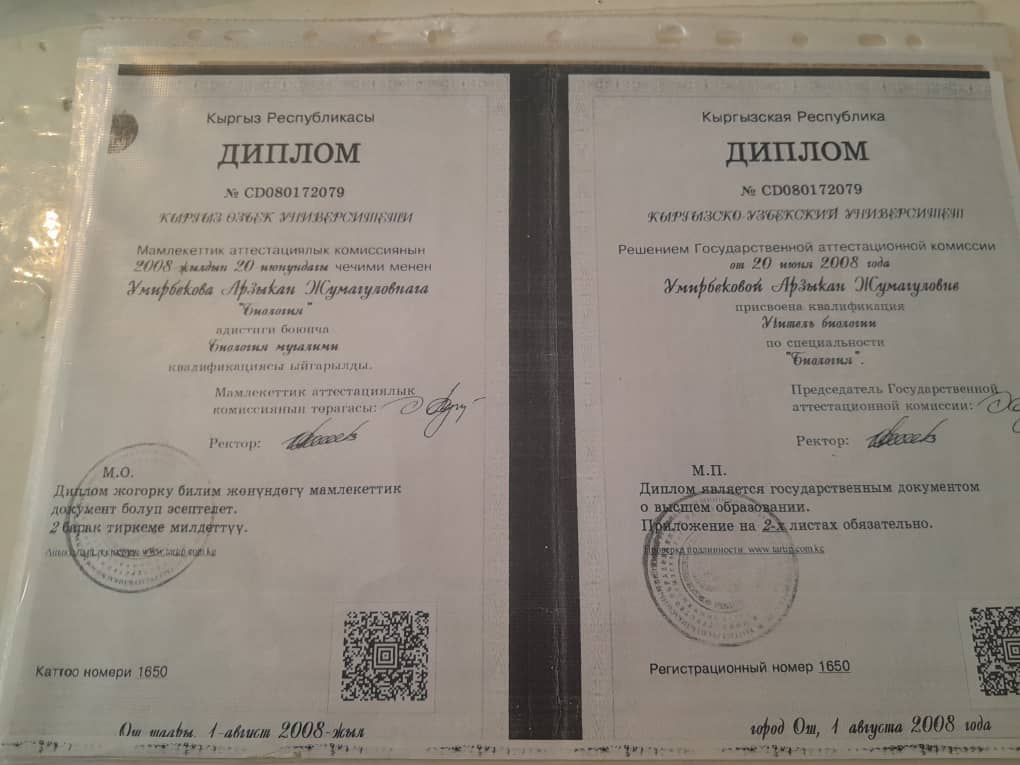 Кыргыз Республикасы
ДИПЛОМ
№ CD080172079
КЫРГЫЗ ӨЗБЕК УНИВЕРСИТЕТИ
Мамлекеттик аттестациялык комиссиянын
2008-жылдын 20 июнундагы чечими менен
Умирбекова Арзыкан Жумагуловнага
"Биология"
адистиги боюнча
Биология мугалими
квалификациясы ыйгарылды.
Мамлекеттик аттестациялык
комиссиянын төрагасы:
Ректор:
М.О.
Диплом жогорку билим жөнүндөгү мамлекеттик
документ болуп эсептелет.
2 барак тиркеме милдеттүү.
www.tartip.com.kg
Каттоо номери 1650
Ош шаары, 1-август 2008-жыл
Кыргызская Республика
ДИПЛОМ
№ CD080172079
КЫРГЫЗСКО-УЗБЕКСКИЙ УНИВЕРСИТЕТ
Решением Государственной аттестационной комиссии
от 20 июня 2008 года
Умирбековой Арзыкан Жумагуловне
присвоена квалификация
Учитель биологии
по специальности
"Биология".
Председатель Государственной
аттестационной комиссии:
Ректор:
М.П.
Диплом является государственным документом
о высшем образовании.
Приложение на 2-х листах обязательно.
Проверка подлинности: www.tartip.com.kg
Регистрационный номер 1650
город Ош, 1 августа 2008 года